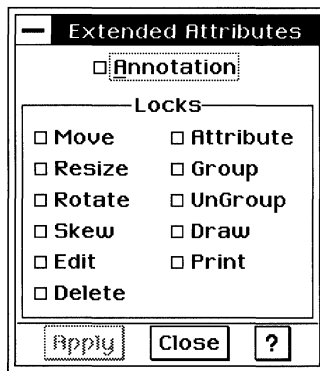 Extended Attributes
Annotation
Locks
Move Attribute
Resize Group
Rotate UnGroup
Skew Draw
Edit Print
Delete
Apply Close ?